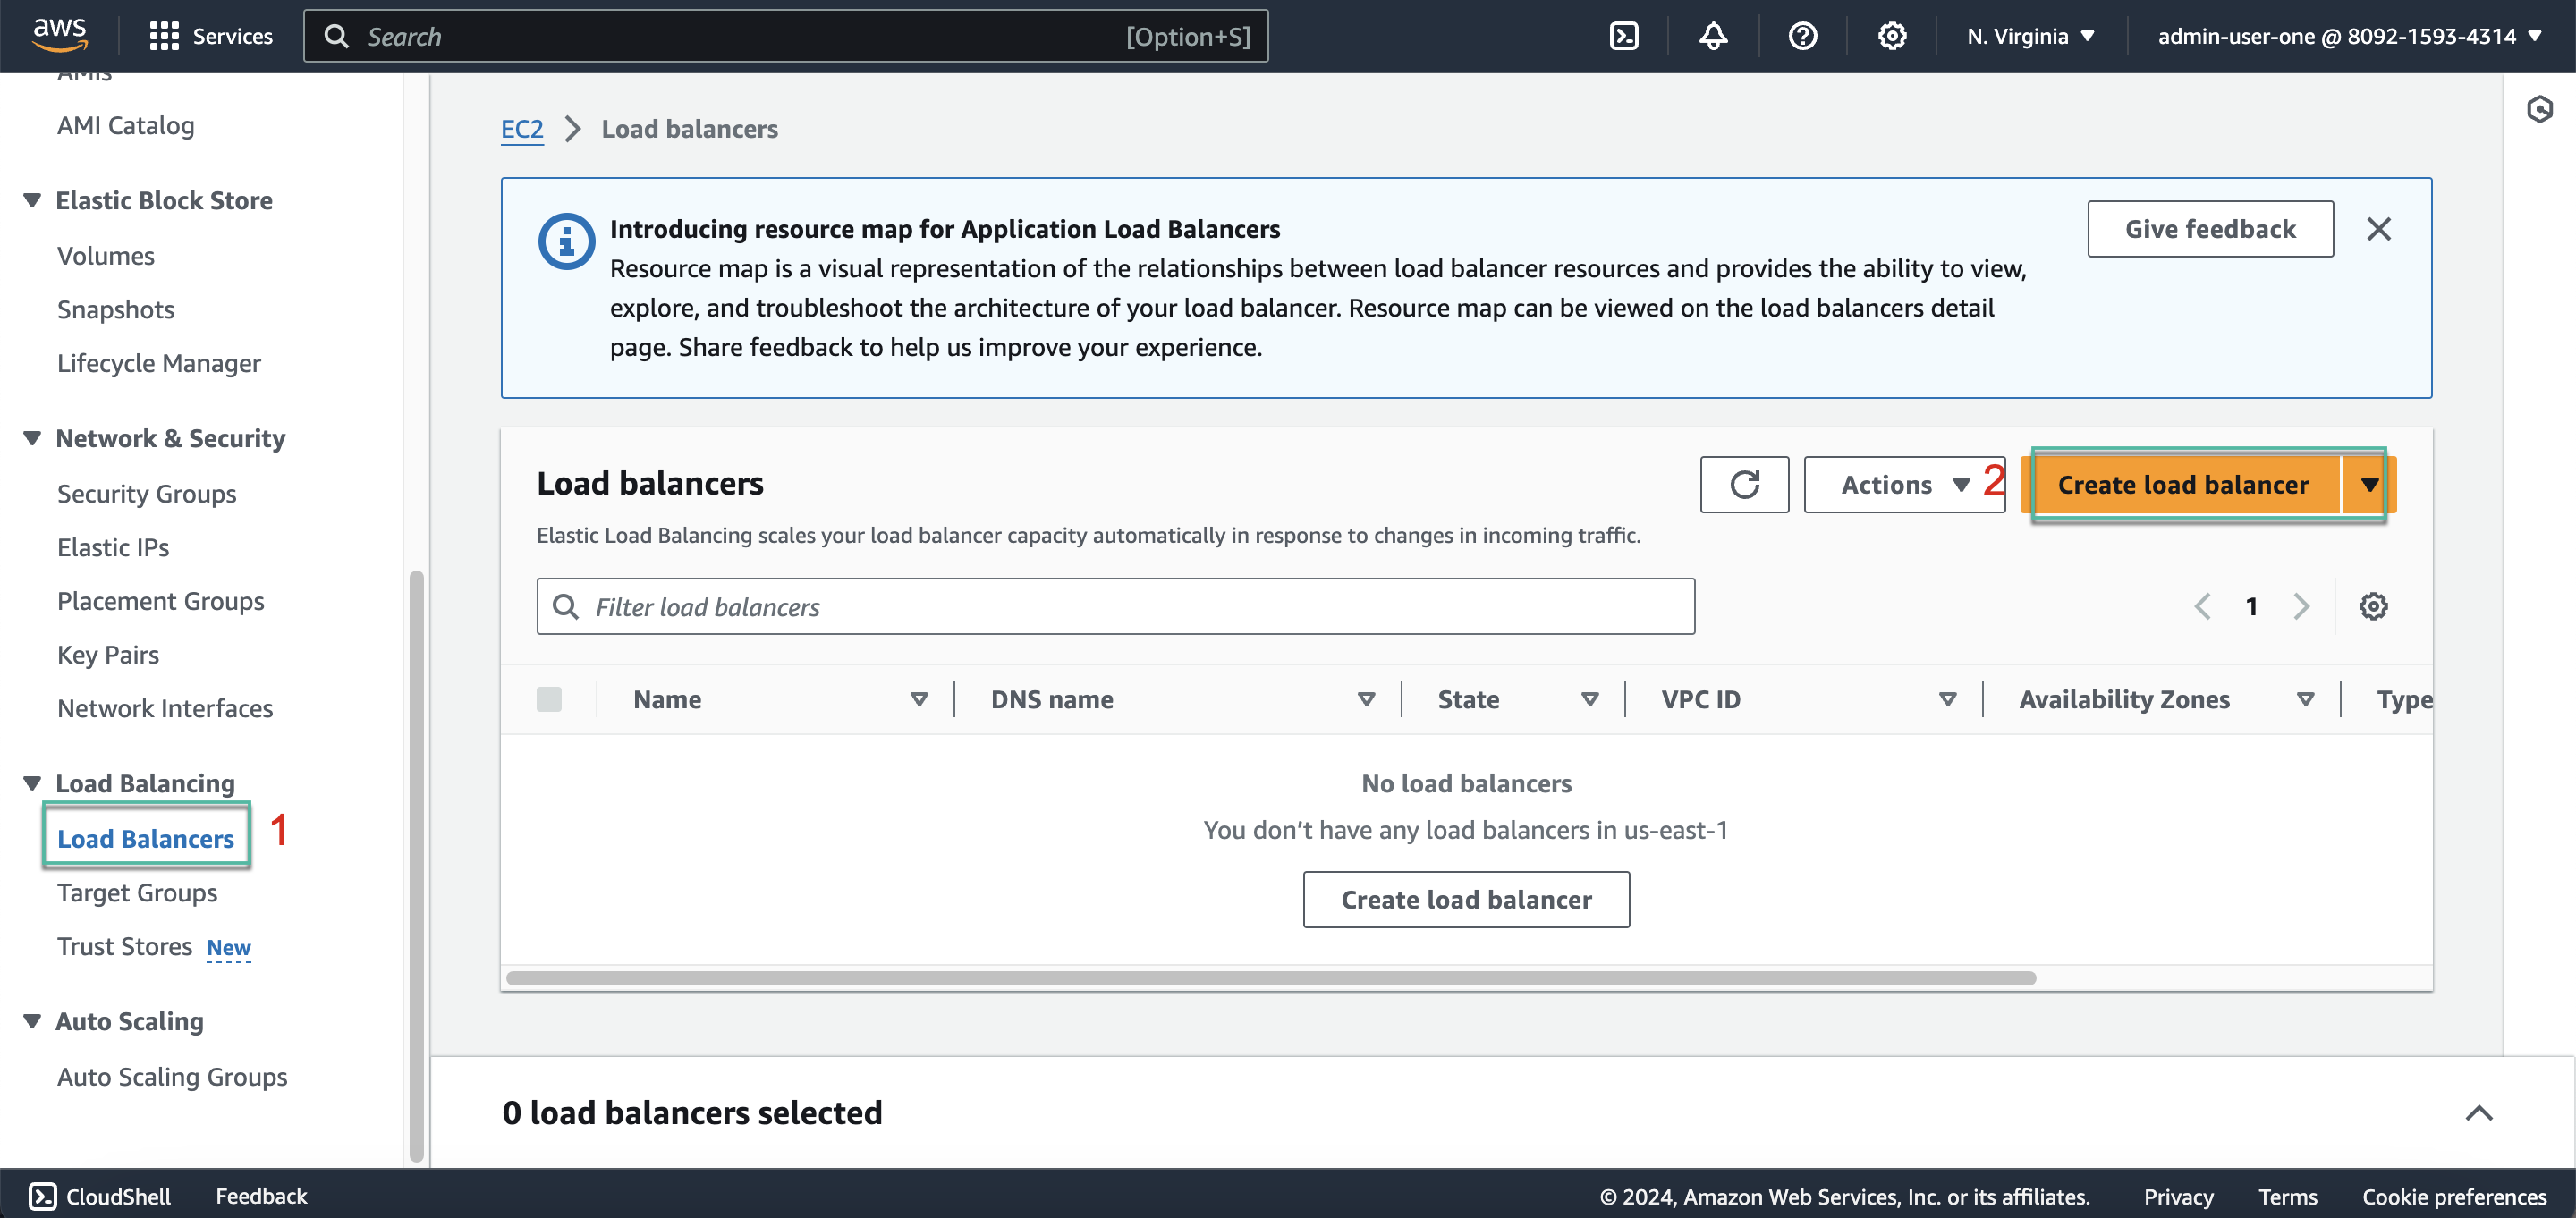 aws
Services
Search
[Option+S]
N. Virginia
admin-user-one @ 8092-1593-4314
AMIs
AMI Catalog
Elastic Block Store
Volumes
Snapshots
Lifecycle Manager
Network & Security
Security Groups
Elastic IPs
Placement Groups
Key Pairs
Network Interfaces
Load Balancing
Load Balancers
1
Target Groups
Trust Stores New
Auto Scaling
Auto Scaling Groups
EC2
Load balancers
Introducing resource map for Application Load Balancers
Resource map is a visual representation of the relationships between load balancer resources and provides the ability to view,
explore, and troubleshoot the architecture of your load balancer. Resource map can be viewed on the load balancers detail
page. Share feedback to help us improve your experience.
Give feedback
Load balancers
Actions
2
Create load balancer
Elastic Load Balancing scales your load balancer capacity automatically in response to changes in incoming traffic.
Filter load balancers
1
Name
DNS name
State
VPC ID
Availability Zones
Type
No load balancers
You don’t have any load balancers in us-east-1
Create load balancer
0 load balancers selected
CloudShell
Feedback
© 2024, Amazon Web Services, Inc. or its affiliates.
Privacy
Terms
Cookie preferences